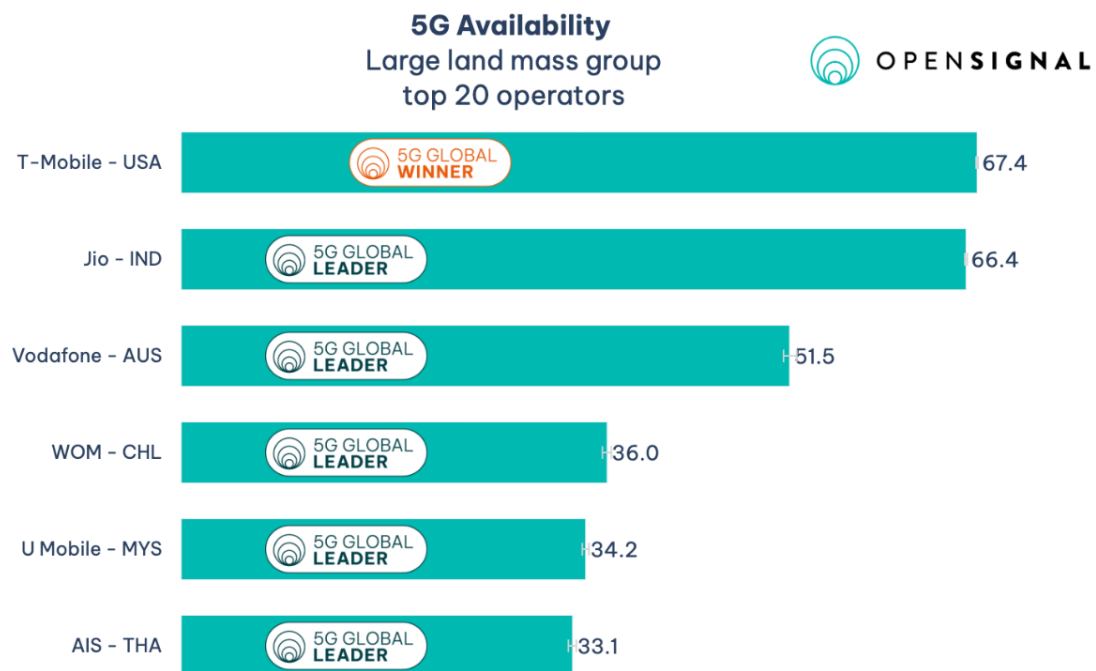 5G Availability
Large land mass group
top 20 operators
OPENSIGNAL
T-Mobile - USA
5G GLOBAL
WINNER
67.4
Jio - IND
5G GLOBAL
LEADER
66.4
Vodafone - AUS
5G GLOBAL
LEADER
51.5
WOM - CHL
5G GLOBAL
LEADER
36.0
U Mobile - MYS
5G GLOBAL
LEADER
34.2
AIS - THA
5G GLOBAL
LEADER
33.1